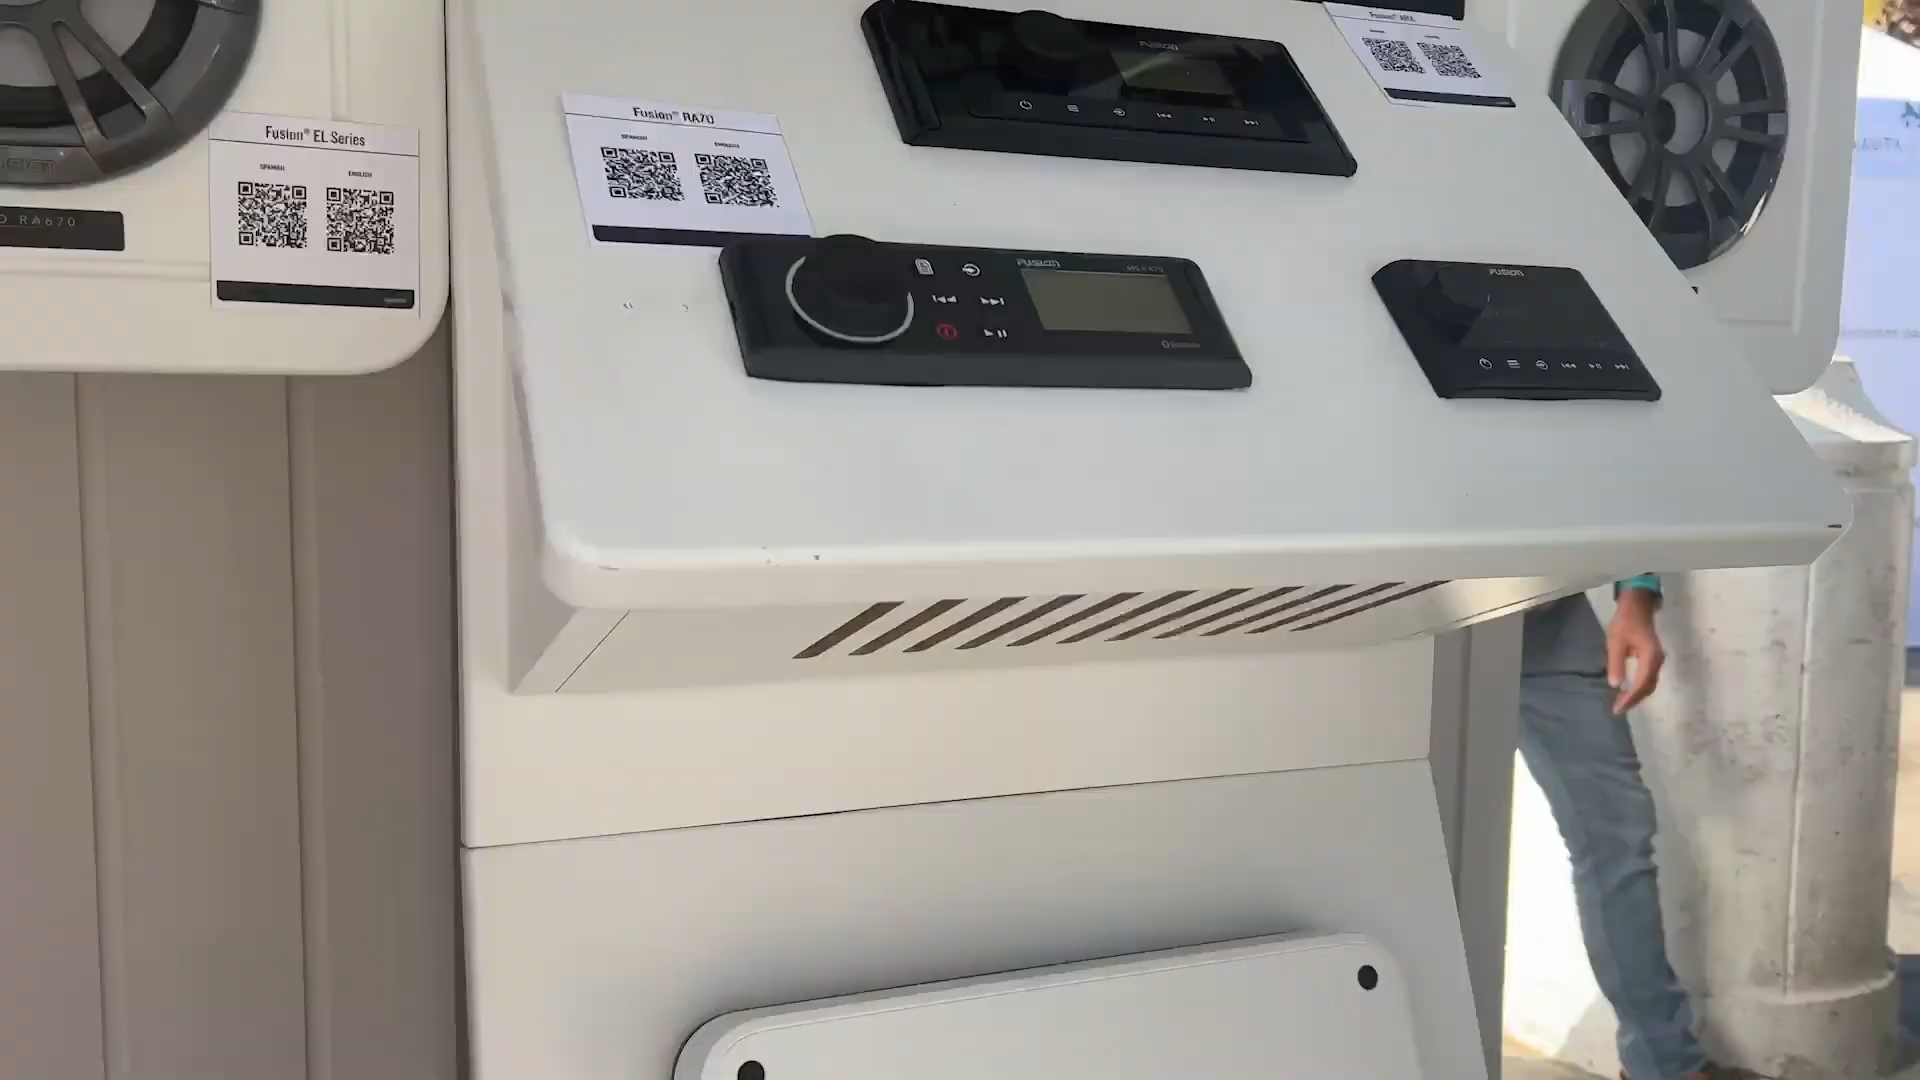 Fusion® EL Series
SPANISH
ENGLISH
RA670
Fusion® RA70
SPANISH
ENGLISH
FUSION
FUSION
MS-RA70
FUSION